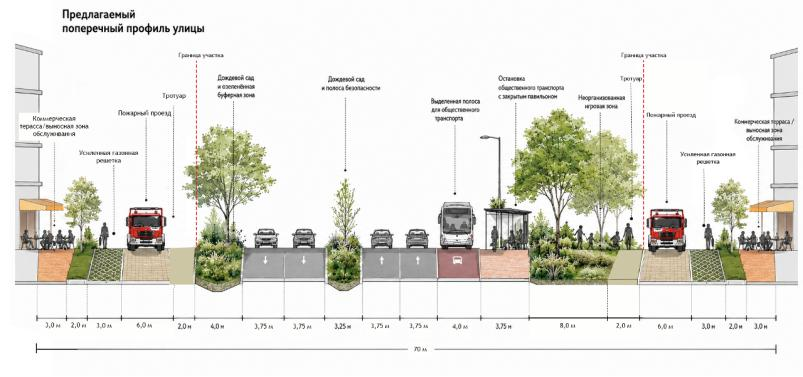 Предлагаемый
поперечный профиль улицы
Граница участка
Дождевой сад
и озеленённая
буферная зона
Дождевой сад
и полоса безопасности
Выделенная полоса
для общественного
транспорта
Остановка
общественного транспорта
с закрытым павильоном
Неорганизованная
игровая зона
Граница участка
Тротуар
Тротуар
Коммерческая
терасса/выносная зона
обслуживания
Пожарный проезд
Усиленная газонная
решетка
Пожарный проезд
Усиленная газонная
решетка
Коммерческая терраса /
выносная зона
обслуживания
3,0 м 2,0 м 3,0 м 6,0 м 2,0 н 4,0 н 3,75 м 3,75 м 3,25 н 3,75 м 3,75 м 4,0 м 3,75 н 8,0 м 2,0 м 6,0 м 3,0 н 2,0 н 3,0 н
70 м